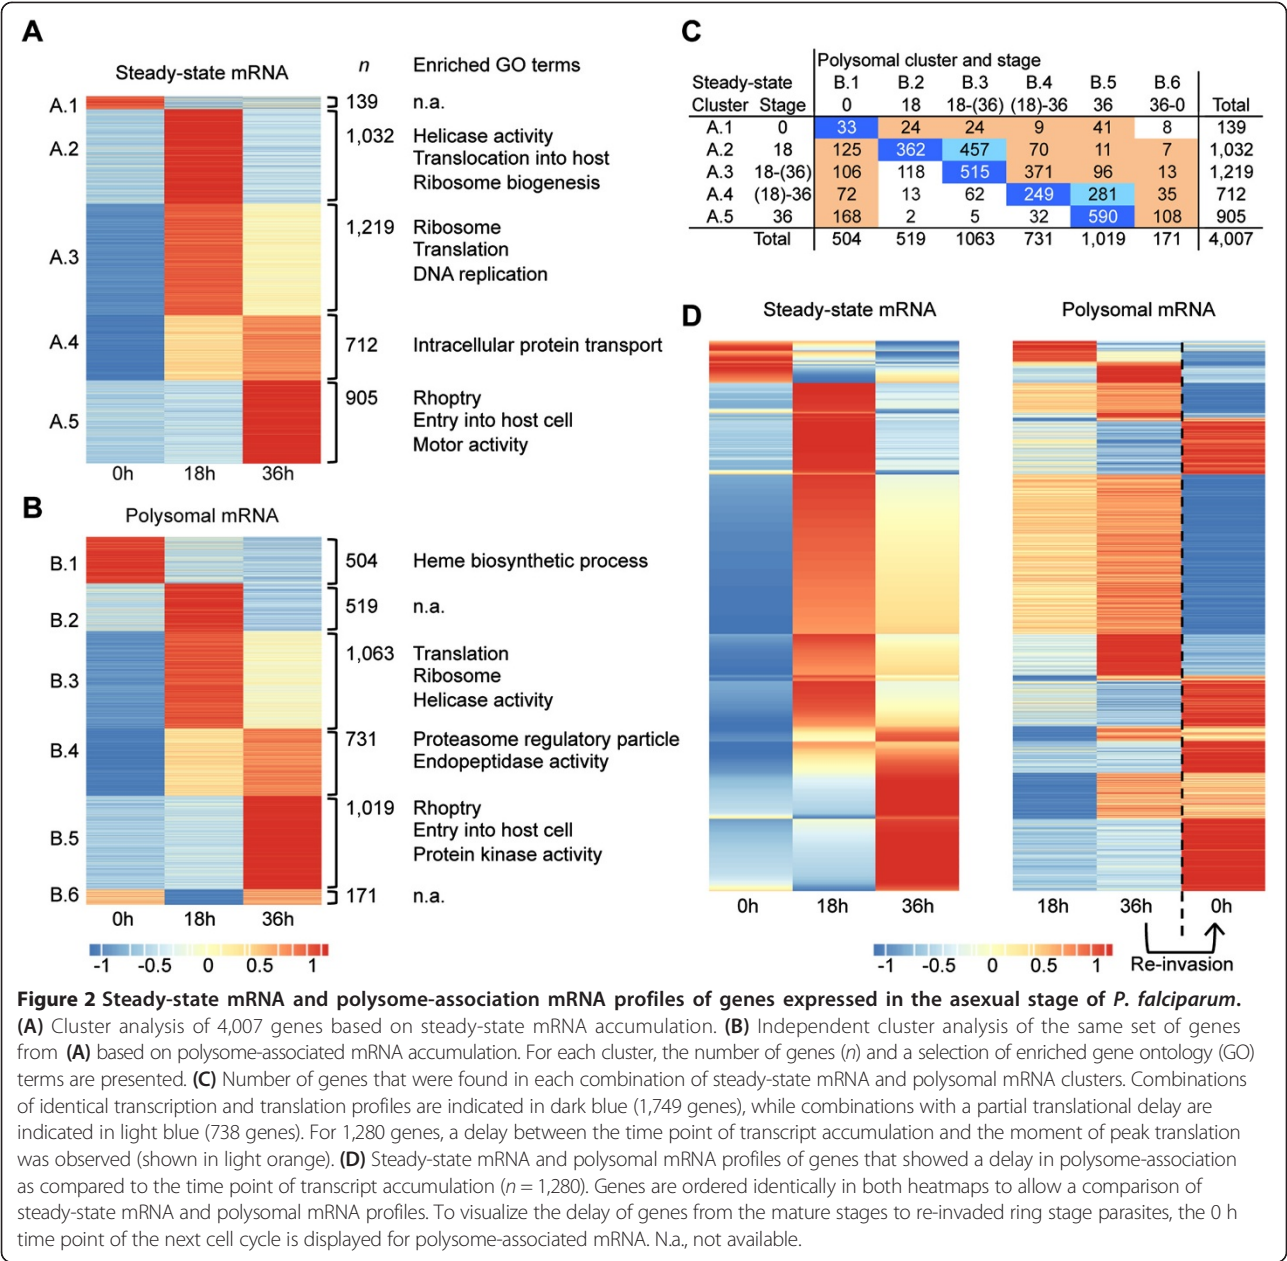 A
Steady-state mRNA
n
Enriched GO terms
A.1
139
n.a.
A.2
1,032
Helicase activity
Translocation into host
Ribosome biogenesis
A.3
1,219
Ribosome
Translation
DNA replication
A.4
712
Intracellular protein transport
A.5
905
Rhoptry
Entry into host cell
Motor activity
0h 18h 36h
B
Polysomal mRNA
B.1
504
Heme biosynthetic process
B.2
519
n.a.
B.3
1,063
Translation
Ribosome
Helicase activity
B.4
731
Proteasome regulatory particle
Endopeptidase activity
B.5
1,019
Rhoptry
Entry into host cell
Protein kinase activity
B.6
171
n.a.
0h 18h 36h
-1 -0.5 0 0.5 1
C
Polysomal cluster and stage
Steady-state B.1 B.2 B.3 B.4 B.5 B.6
Cluster Stage 0 18 18-(36) (18)-36 36 36-0 Total
A.1 0 33 24 24 9 41 8 139
A.2 18 125 362 457 70 11 7 1,032
A.3 18-(36) 106 118 515 371 96 13 1,219
A.4 (18)-36 72 13 62 249 281 35 712
A.5 36 168 2 5 32 590 108 905
Total 504 519 1063 731 1,019 171 4,007
D
Steady-state mRNA
Polysomal mRNA
0h 18h 36h
18h 36h 0h
Re-invasion
-1 -0.5 0 0.5 1
Figure 2 Steady-state mRNA and polysome-association mRNA profiles of genes expressed in the asexual stage of P. falciparum.
(A) Cluster analysis of 4,007 genes based on steady-state mRNA accumulation. (B) Independent cluster analysis of the same set of genes
from (A) based on polysome-associated mRNA accumulation. For each cluster, the number of genes (n) and a selection of enriched gene ontology (GO)
terms are presented. (C) Number of genes that were found in each combination of steady-state mRNA and polysomal mRNA clusters. Combinations
of identical transcription and translation profiles are indicated in dark blue (1,749 genes), while combinations with a partial translational delay are
indicated in light blue (738 genes). For 1,280 genes, a delay between the time point of transcript accumulation and the moment of peak translation
was observed (shown in light orange). (D) Steady-state mRNA and polysomal mRNA profiles of genes that showed a delay in polysome-association
as compared to the time point of transcript accumulation (n = 1,280). Genes are ordered identically in both heatmaps to allow a comparison of
steady-state mRNA and polysomal mRNA profiles. To visualize the delay of genes from the mature stages to re-invaded ring stage parasites, the 0 h
time point of the next cell cycle is displayed for polysome-associated mRNA. N.a., not available.